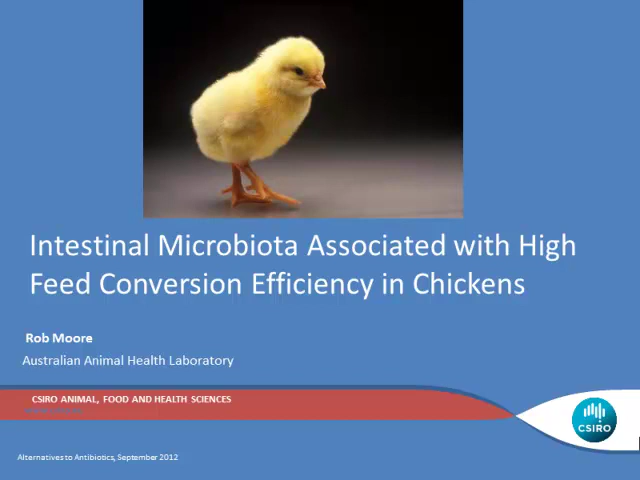 Intestinal Microbiota Associated with High
Feed Conversion Efficiency in Chickens
Rob Moore
Australian Animal Health Laboratory
CSIRO ANIMAL, FOOD AND HEALTH SCIENCES
CSIRO
Alternatives to Antibiotics, September 2012